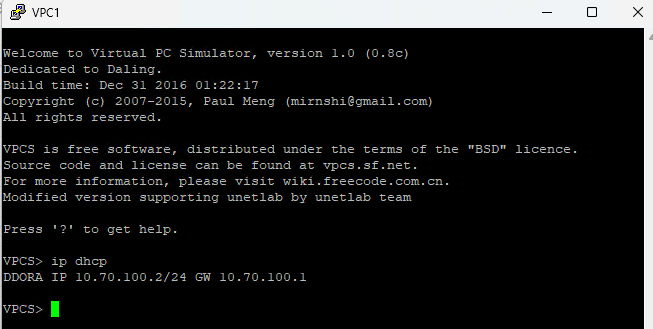 VPC1
Welcome to Virtual PC Simulator, version 1.0 (0.8c)
Dedicated to Daling.
Build time: Dec 31 2016 01:22:17
Copyright (c) 2007-2015, Paul Meng (mirnshi@gmail.com)
All rights reserved.
VPCS is free software, distributed under the terms of the "BSD" licence.
Source code and license can be found at vpcs.sf.net.
For more information, please visit wiki.freecode.com.cn.
Modified version supporting unetlab by unetlab team
Press '?' to get help.
VPCS> ip dhcp
DDORA IP 10.70.100.2/24 GW 10.70.100.1
VPCS>